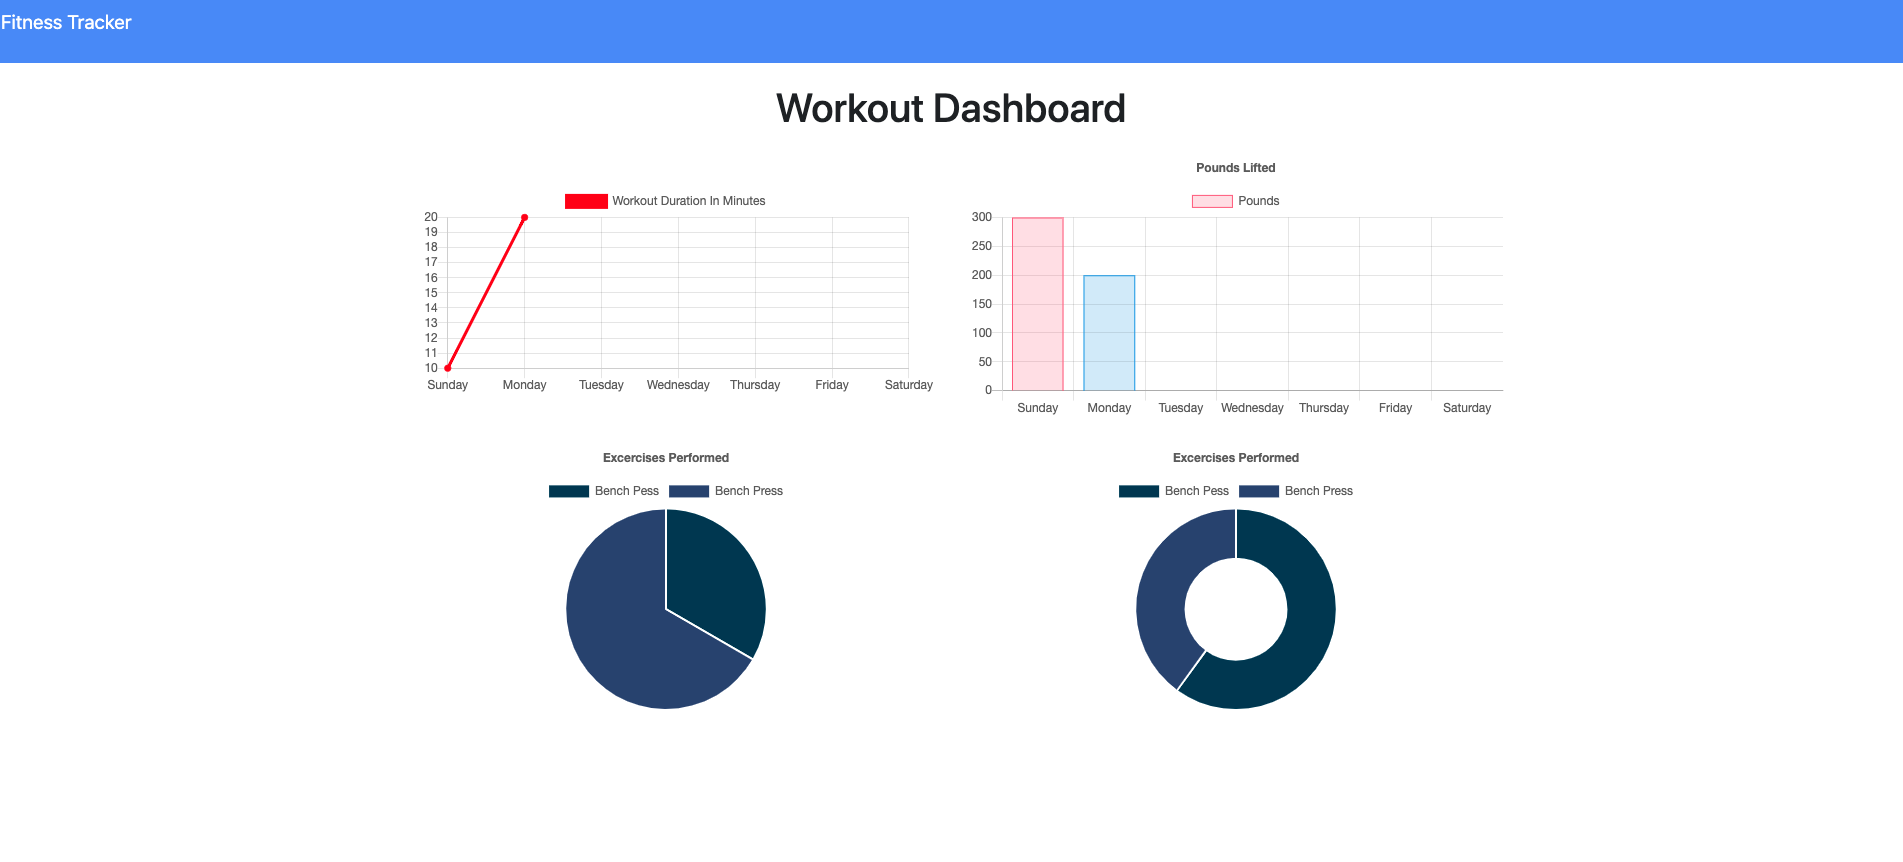 Fitness Tracker
Workout Dashboard
Workout Duration In Minutes
20
19
18
17
16
15
14
13
12
11
10
Sunday Monday Tuesday Wednesday Thursday Friday Saturday
Pounds Lifted
Pounds
300
250
200
150
100
50
0
Sunday Monday Tuesday Wednesday Thursday Friday Saturday
Excercises Performed
Bench Pess Bench Press
Excercises Performed
Bench Pess Bench Press